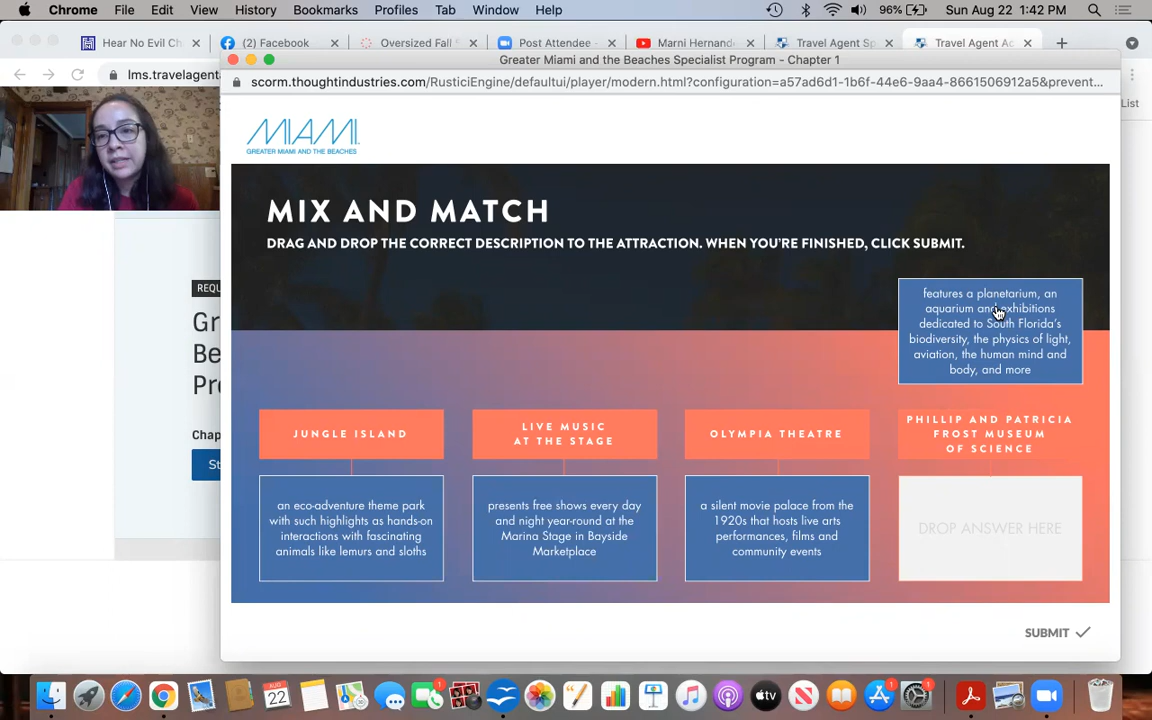 Chrome File Edit View History Bookmarks Profiles Tab Window Help 96% Sun Aug 22 1:42 PM
Hear No Evil Ch (2) Facebook Oversized Fall S Post Attendee - Marni Hernande Travel Agent Sp Travel Agent Ac
Greater Miami and the Beaches Specialist Program - Chapter 1
lms.travelagent
scorm.thoughtindustries.com/RusticiEngine/defaultui/player/modern.html?configuration=a57ad6d1-1b6f-44e6-9aa4-8661506912a5&prevent...
List
MIAMI
GREATER MIAMI AND THE BEACHES
MIX AND MATCH
DRAG AND DROP THE CORRECT DESCRIPTION TO THE ATTRACTION. WHEN YOU'RE FINISHED, CLICK SUBMIT.
REQU
Gr
Be
Pr
Chap
St
features a planetarium, an
aquarium and exhibitions
dedicated to South Florida's
biodiversity, the physics of light,
aviation, the human mind and
body, and more
JUNGLE ISLAND
LIVE MUSIC
AT THE STAGE
OLYMPIA THEATRE
PHILLIP AND PATRICIA
FROST MUSEUM
OF SCIENCE
an eco-adventure theme park
with such highlights as hands-on
interactions with fascinating
animals like lemurs and sloths
presents free shows every day
and night year-round at the
Marina Stage in Bayside
Marketplace
a silent movie palace from the
1920s that hosts live arts
performances, films and
community events
DROP ANSWER HERE
SUBMIT
AUG
22
1
tv
1
1